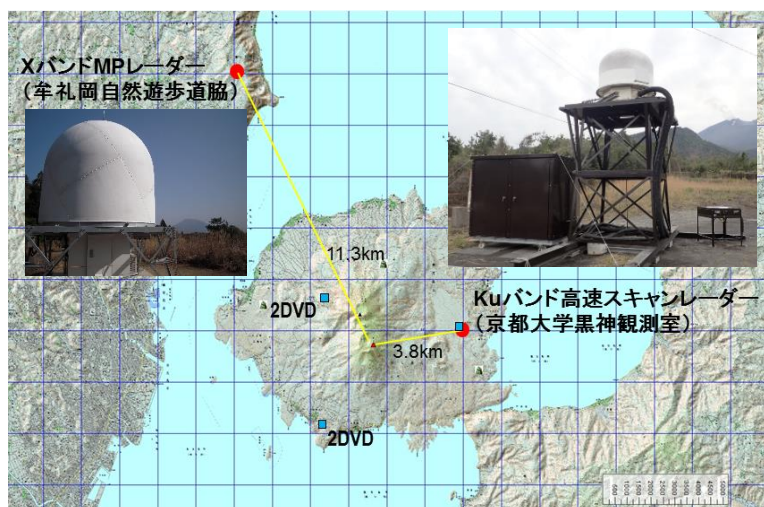 XバンドMPレーダー
（牟礼岡自然遊歩道脇）
11.3km
2DVD
Kuバンド高速スキャンレーダー
（京都大学黒神観測室）
3.8km
2DVD